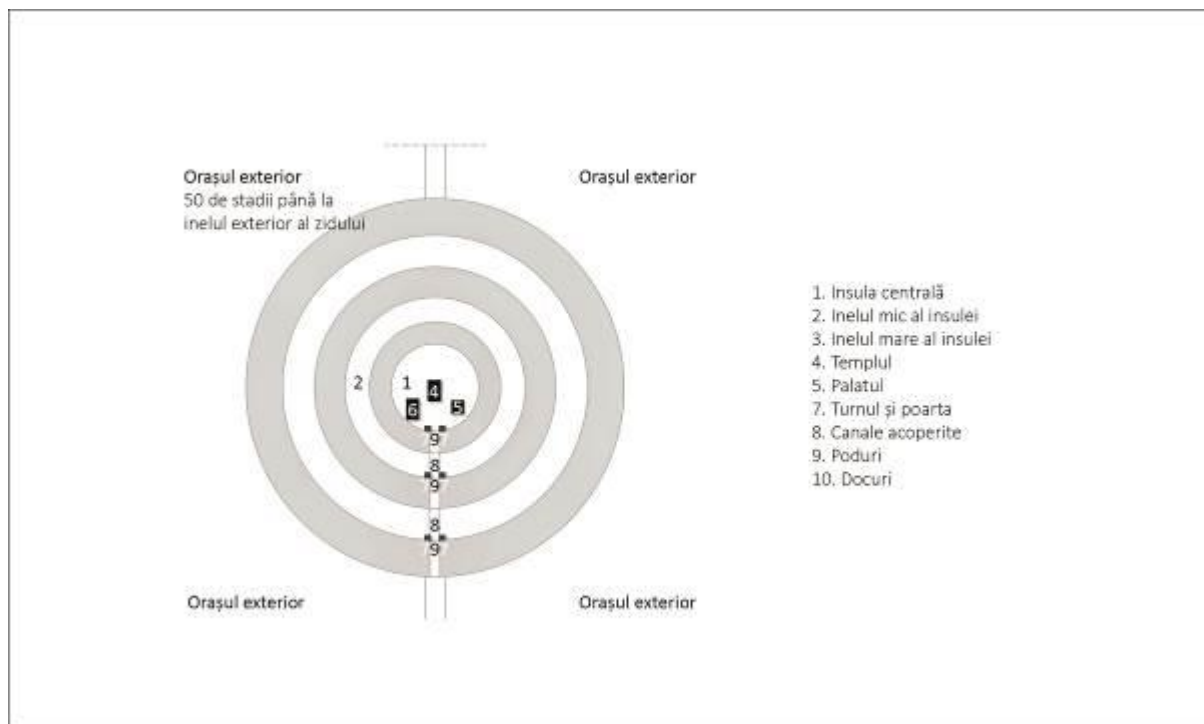 Orașul exterior
50 de stadii până la
inelul exterior al zidului
Orașul exterior
1. Insula centrală
2. Inelul mic al insulei
3. Inelul mare al insulei
4. Templul
5. Palatul
7. Turnul și poarta
8. Canale acoperite
9. Poduri
10. Docuri
2
1
4
6
5
9
8
9
8
9
Orașul exterior
Orașul exterior